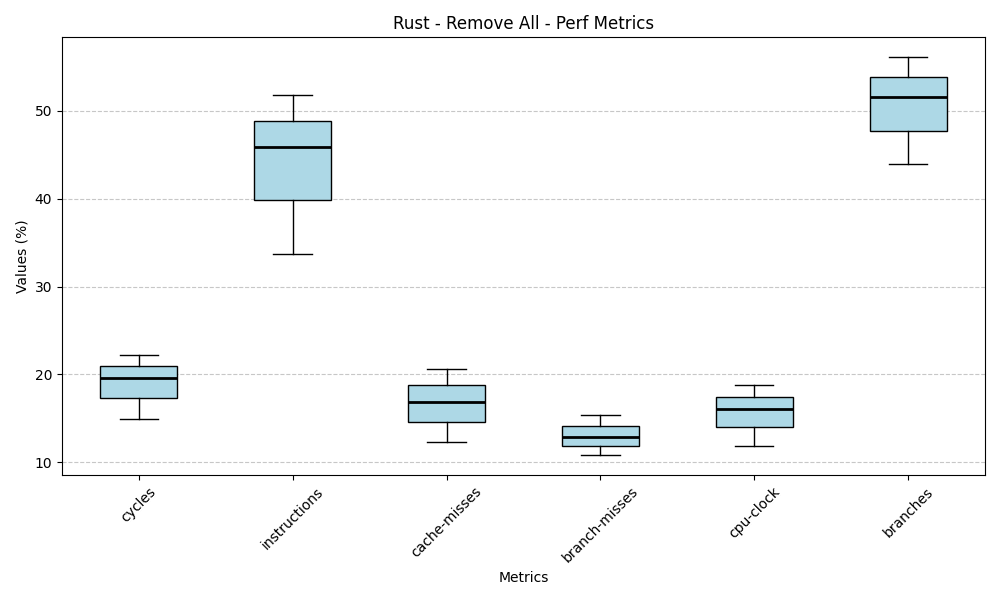 Rust - Remove All - Perf Metrics
Values (%)
50
40
30
20
10
cycles
instructions
cache-misses
branch-misses
cpu-clock
branches
Metrics